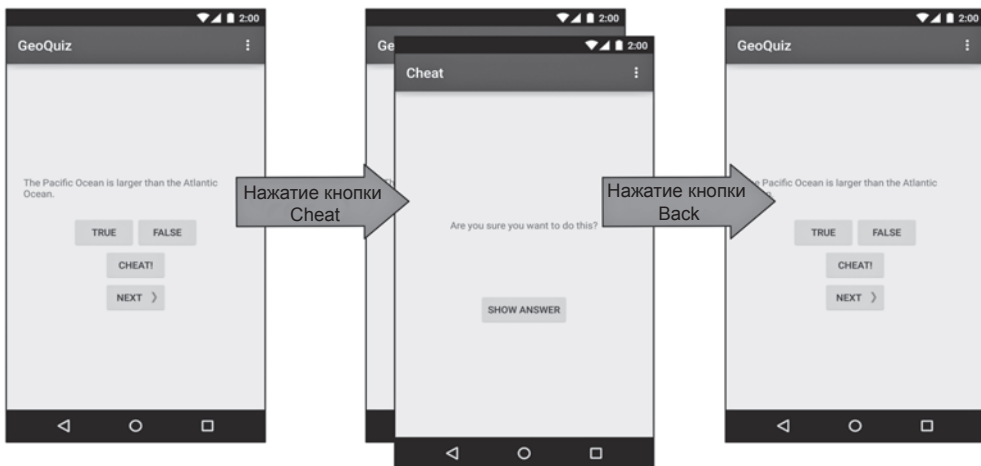 2:00
GeoQuiz
The Pacific Ocean is larger than the Atlantic
Ocean.
TRUE FALSE
CHEAT!
NEXT
Нажатие кнопки
Cheat
2:00
Ge
2:00
Cheat
Are you sure you want to do this?
SHOW ANSWER
Нажатие кнопки
Back
2:00
GeoQuiz
Pacific Ocean is larger than the Atlantic
TRUE FALSE
CHEAT!
NEXT